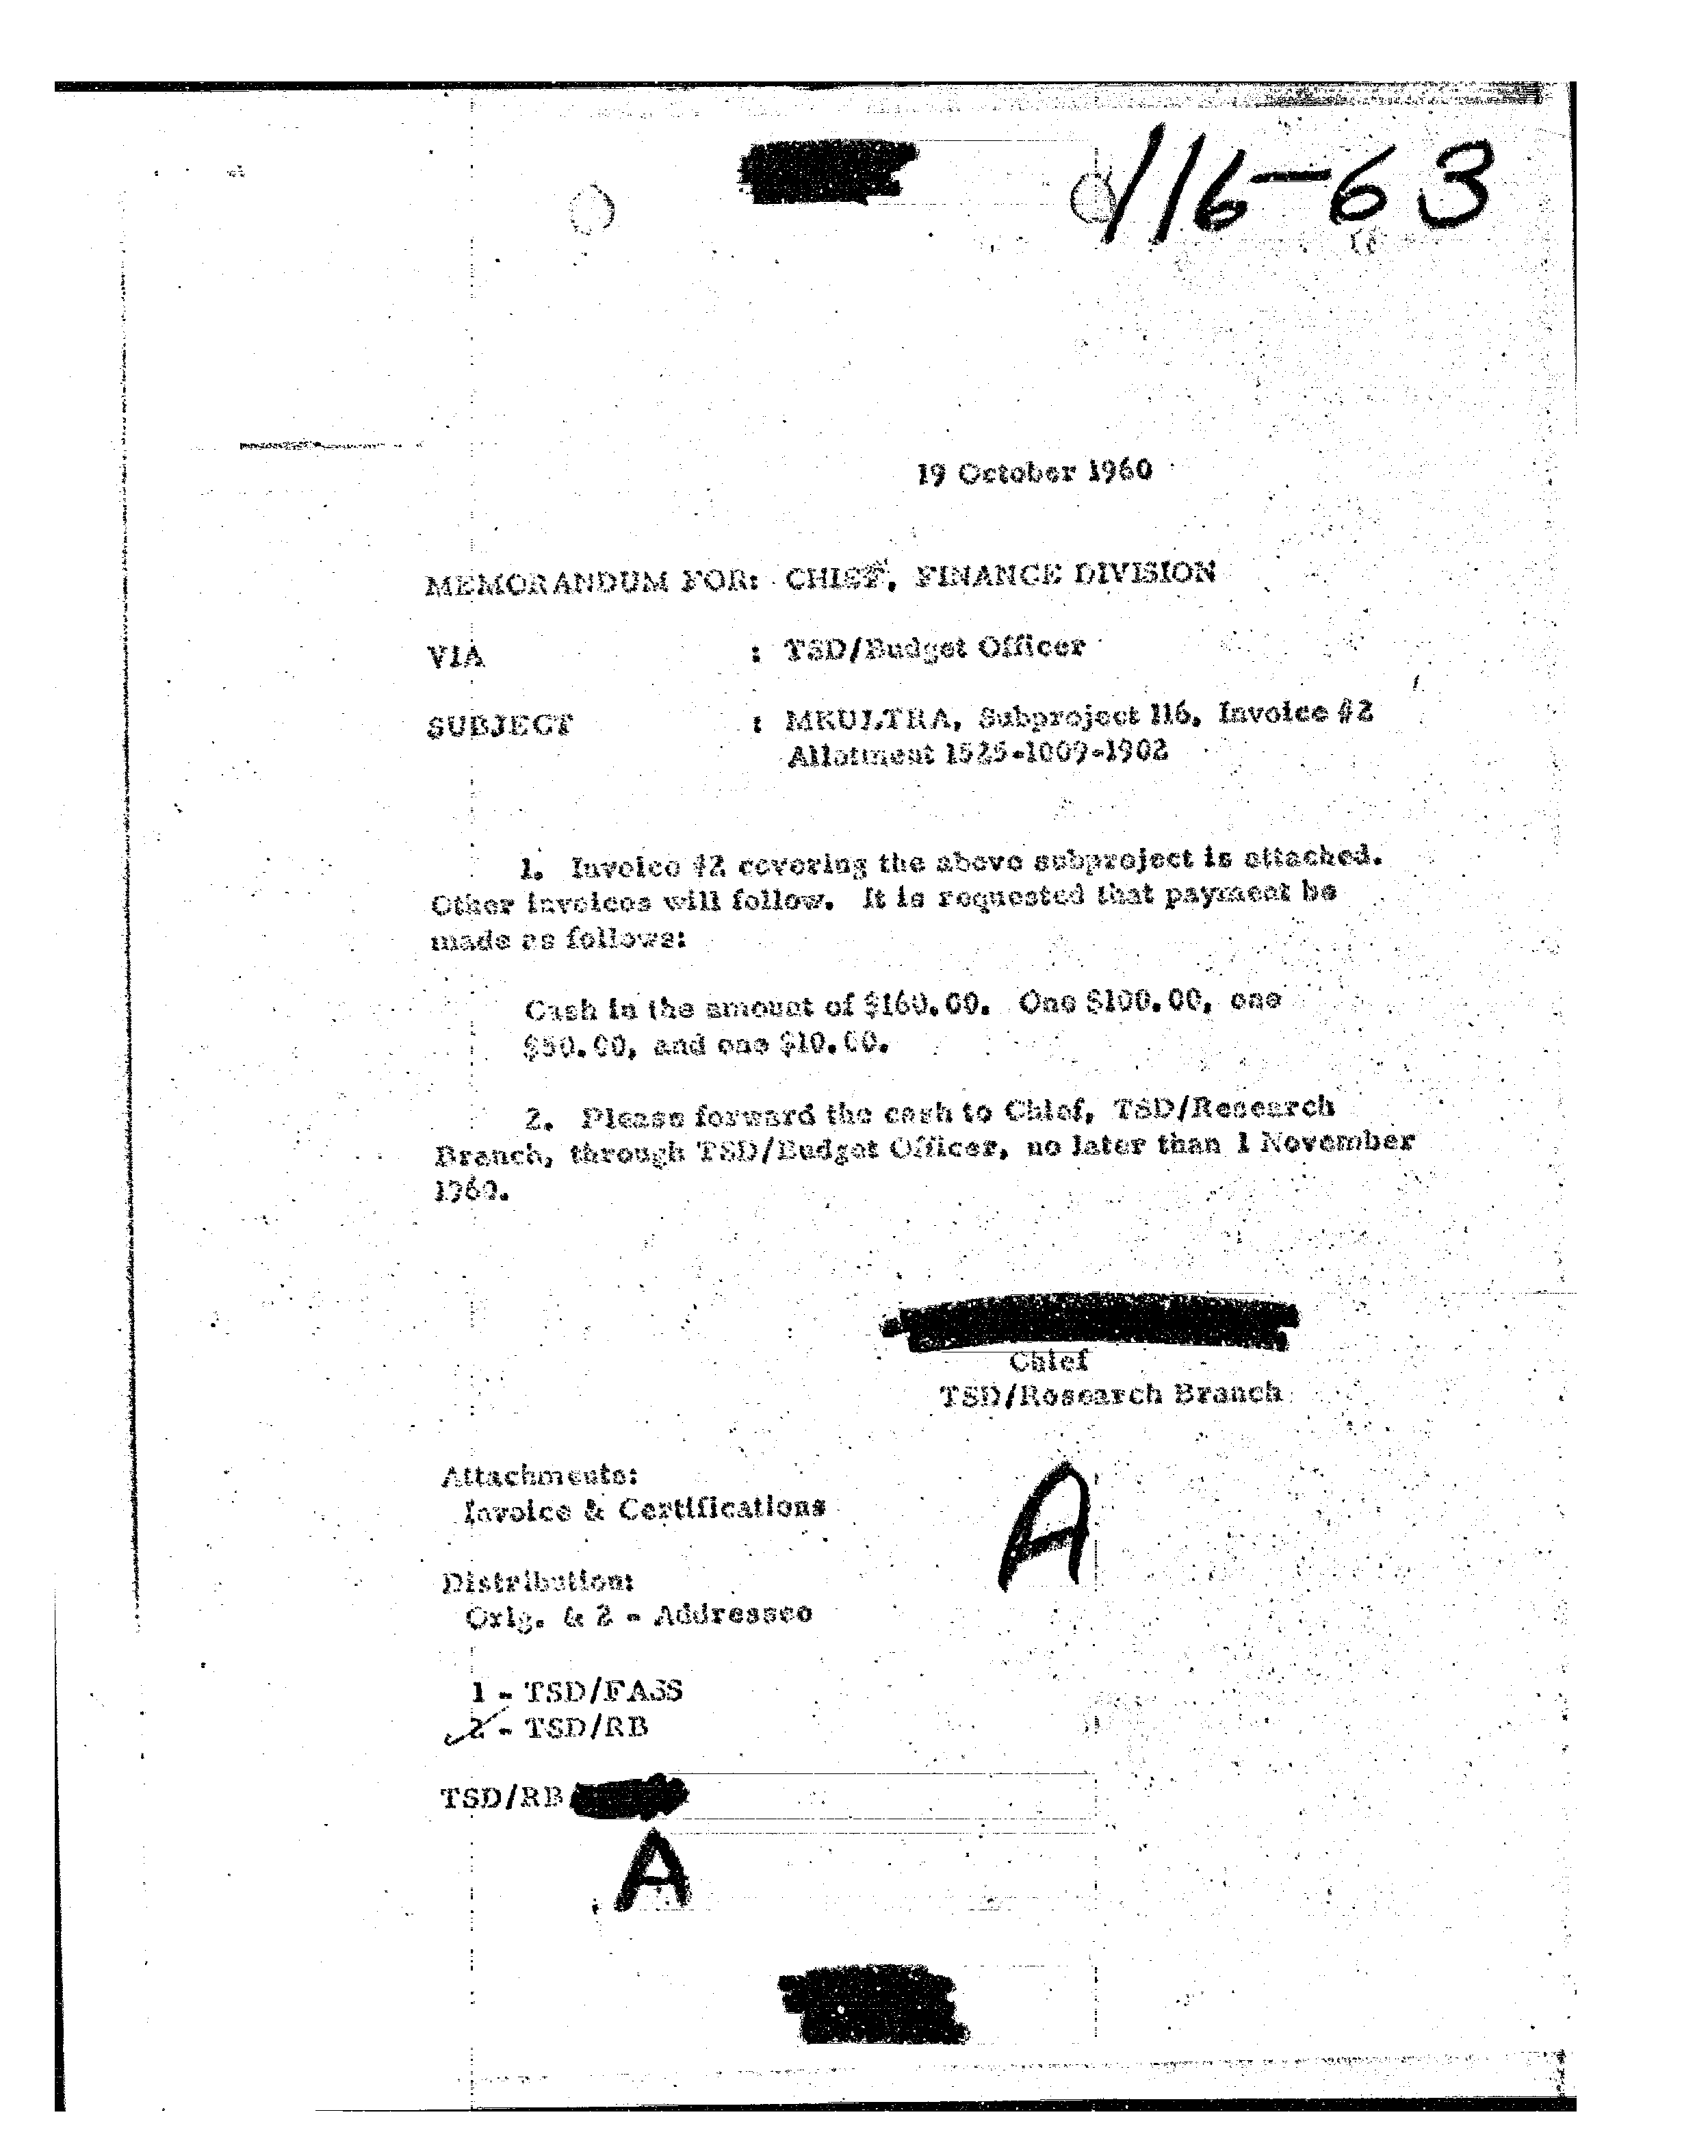 116-63
19 October 1960
MEMORANDUM FOR: CHIEF, FINANCE DIVISION
VIA : TSD/Budget Officer
SUBJECT : MKULTRA, Subproject 116, Invoice #2
Allotment 1525-1009-1902
1. Invoice #2 covering the above subproject is attached.
Other invoices will follow. It is requested that payment be
made as follows:
Cash in the amount of $160.00. One $100.00, one
$50.00, and one $10.00.
2. Please forward the cash to Chief, TSD/Research
Branch, through TSD/Budget Officer, no later than 1 November
1960.
Chief
TSD/Research Branch
A
Attachments:
Invoice & Certifications
Distribution:
Orig. & 2 - Addressee
1 - TSD/FASS
2 - TSD/RB
TSD/RB
A